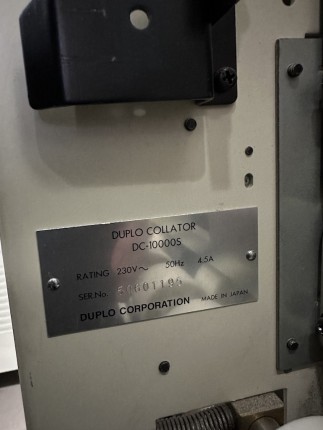 DUPLO COLLATOR
DC-10000S
RATING 230V～ 50Hz 4.5A
SER.No.
DUPLO CORPORATION MADE IN JAPAN